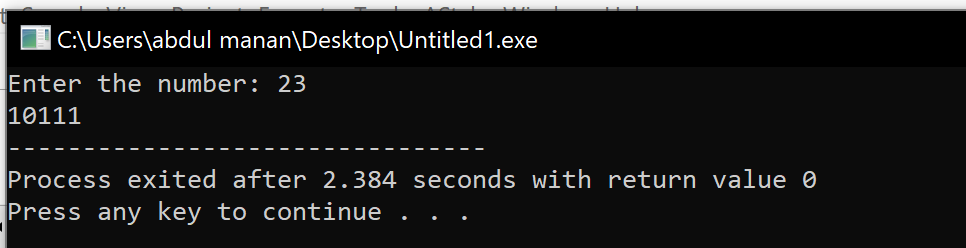 C:\Users\abdul manan\Desktop\Untitled1.exe
Enter the number: 23
10111
--------------------------------
Process exited after 2.384 seconds with return value 0
Press any key to continue . . .